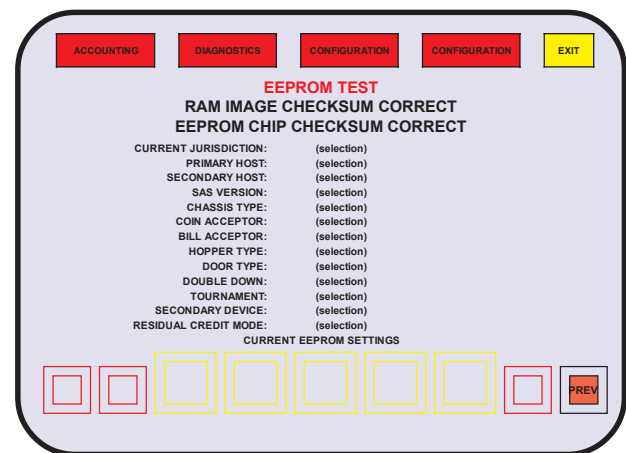 ACCOUNTING DIAGNOSTICS CONFIGURATION CONFIGURATION EXIT
EEPROM TEST
RAM IMAGE CHECKSUM CORRECT
EEPROM CHIP CHECKSUM CORRECT
CURRENT JURISDICTION: (selection)
PRIMARY HOST: (selection)
SECONDARY HOST: (selection)
SAS VERSION: (selection)
CHASSIS TYPE: (selection)
COIN ACCEPTOR: (selection)
BILL ACCEPTOR: (selection)
HOPPER TYPE: (selection)
DOOR TYPE: (selection)
DOUBLE DOWN: (selection)
TOURNAMENT: (selection)
SECONDARY DEVICE: (selection)
RESIDUAL CREDIT MODE: (selection)
CURRENT EEPROM SETTINGS
PREV